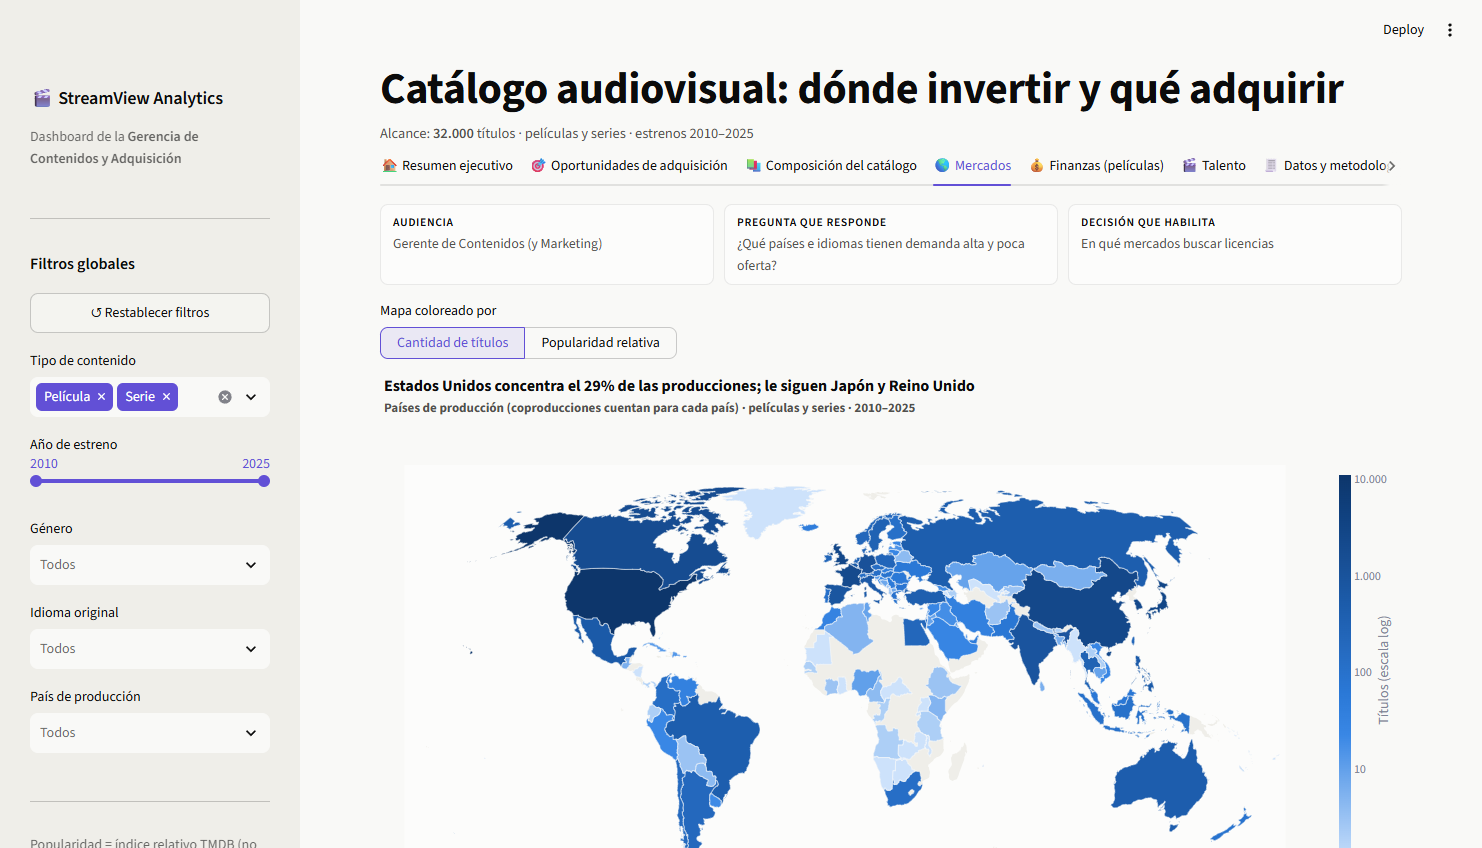 Deploy
StreamView Analytics
Dashboard de la Gerencia de
Contenidos y Adquisición
Filtros globales
↺ Restablecer filtros
Tipo de contenido
Película × Serie ×
Año de estreno
2010 2025
Género
Todos
Idioma original
Todos
País de producción
Todos
Popularidad = índice relativo TMDB (no
Catálogo audiovisual: dónde invertir y qué adquirir
Alcance: 32.000 títulos · películas y series · estrenos 2010–2025
Resumen ejecutivo Oportunidades de adquisición Composición del catálogo Mercados Finanzas (películas) Talento Datos y metodolo
AUDIENCIA
Gerente de Contenidos (y Marketing)
PREGUNTA QUE RESPONDE
¿Qué países e idiomas tienen demanda alta y poca
oferta?
DECISIÓN QUE HABILITA
En qué mercados buscar licencias
Mapa coloreado por
Cantidad de títulos Popularidad relativa
Estados Unidos concentra el 29% de las producciones; le siguen Japón y Reino Unido
Países de producción (coproducciones cuentan para cada país) · películas y series · 2010–2025
10.000
1.000
100
10
Títulos (escala log)